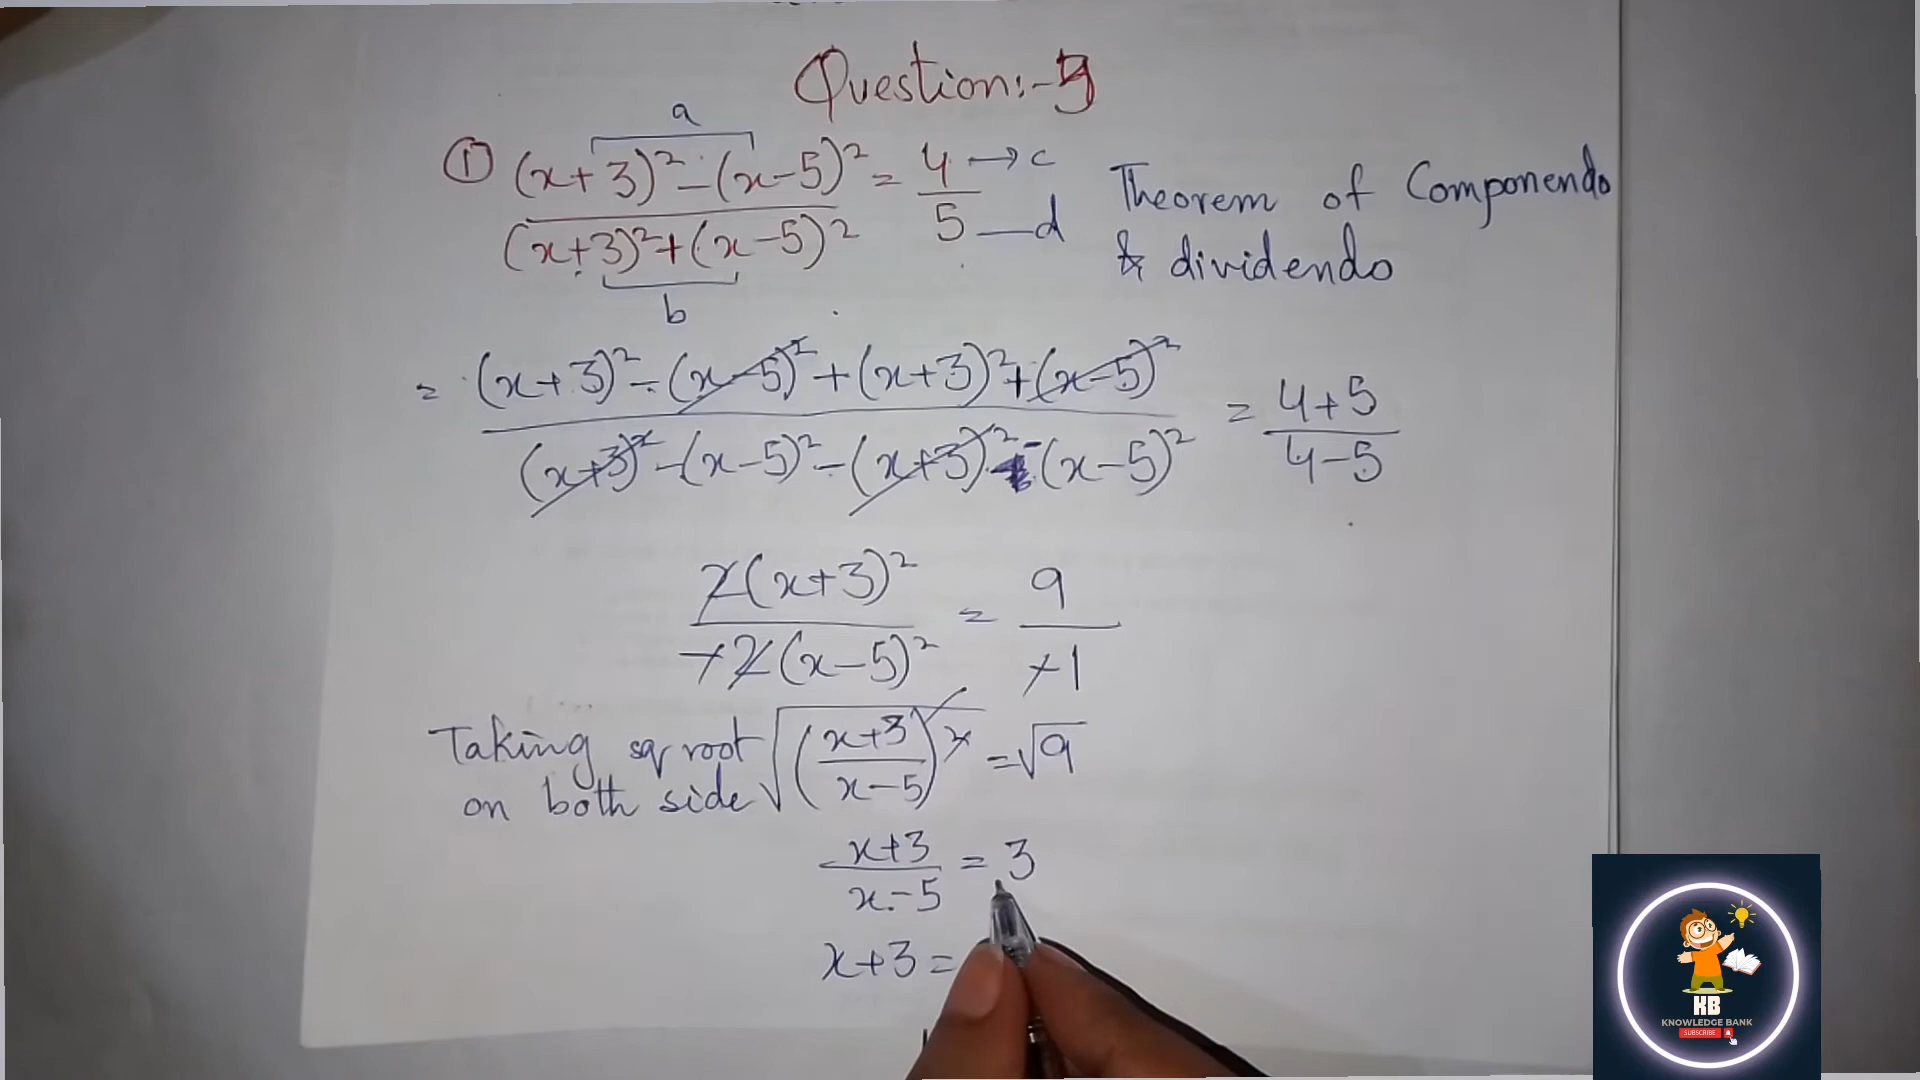 Question:-5
a
① (x+3)² - (x-5)² = 4 → c
(x+3)² + (x-5)² 5 — d
b
Theorem of Componendo
& dividendo
= (x+3)² - (x-5)² + (x+3)² + (x-5)² = 4+5
(x+3)² - (x-5)² - (x+3)² - (x-5)² 4-5
2(x+3)² = 9
-2(x-5)² -1
Taking sq root √(x+3/x-5)² = √9
on both side
x+3 = 3
x-5
x+3 =
KB
KNOWLEDGE BANK
SUBSCRIBE